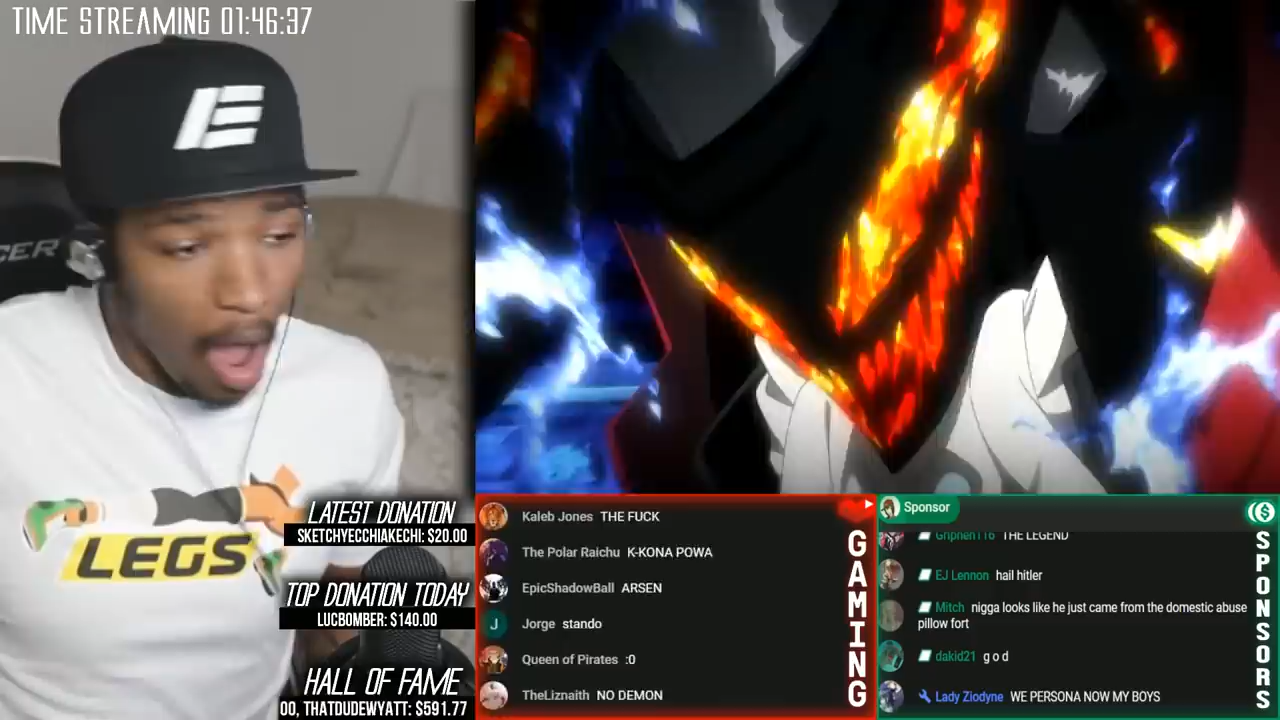 TIME STREAMING 01:46:37
E
CER
LEGS
LATEST DONATION
SKETCHYECCHIAKECHI: $20.00
TOP DONATION TODAY
LUCBOMBER: $140.00
HALL OF FAME
00, THATDUDEWYATT: $591.77
Kaleb Jones THE FUCK
The Polar Raichu K-KONA POWA
EpicShadowBall ARSEN
J Jorge stando
Queen of Pirates :0
TheLiznaith NO DEMON
GAMING
Sponsor
Griphen116 THE LEGEND
EJ Lennon hail hitler
Mitch nigga looks like he just came from the domestic abuse
pillow fort
dakid21 g o d
Lady Ziodyne WE PERSONA NOW MY BOYS
$
SPONSORS